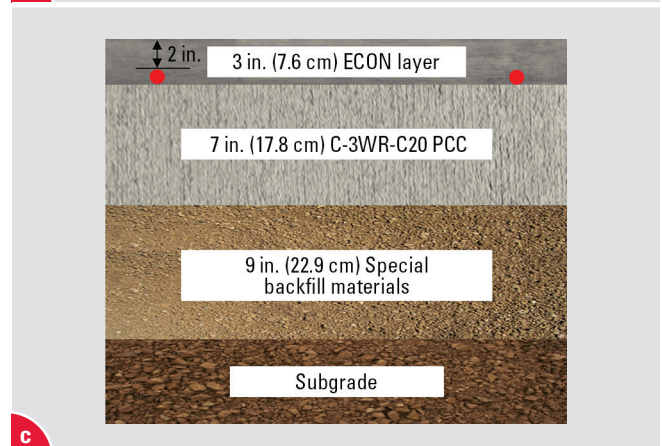 2 in.
3 in. (7.6 cm) ECON layer
7 in. (17.8 cm) C-3WR-C20 PCC
9 in. (22.9 cm) Special
backfill materials
Subgrade
c